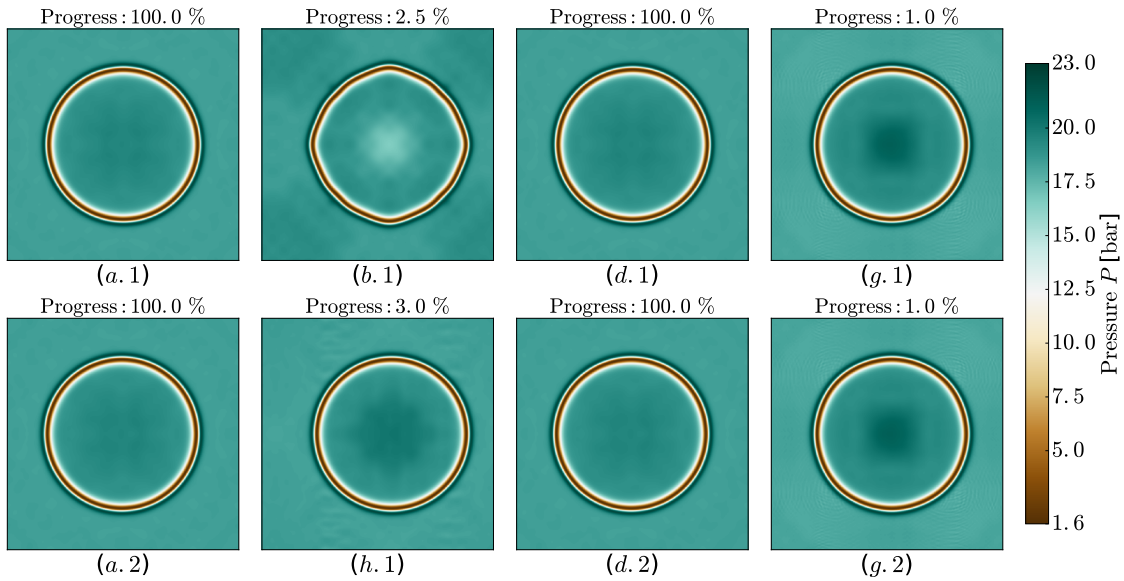 Progress: 100.0 %
Progress: 2.5 %
Progress: 100.0 %
Progress: 1.0 %
(a.1)
(b.1)
(d.1)
(g.1)
Progress: 100.0 %
Progress: 3.0 %
Progress: 100.0 %
Progress: 1.0 %
(a.2)
(h.1)
(d.2)
(g.2)
23.0
20.0
17.5
15.0
12.5
10.0
7.5
5.0
1.6
Pressure P [bar]